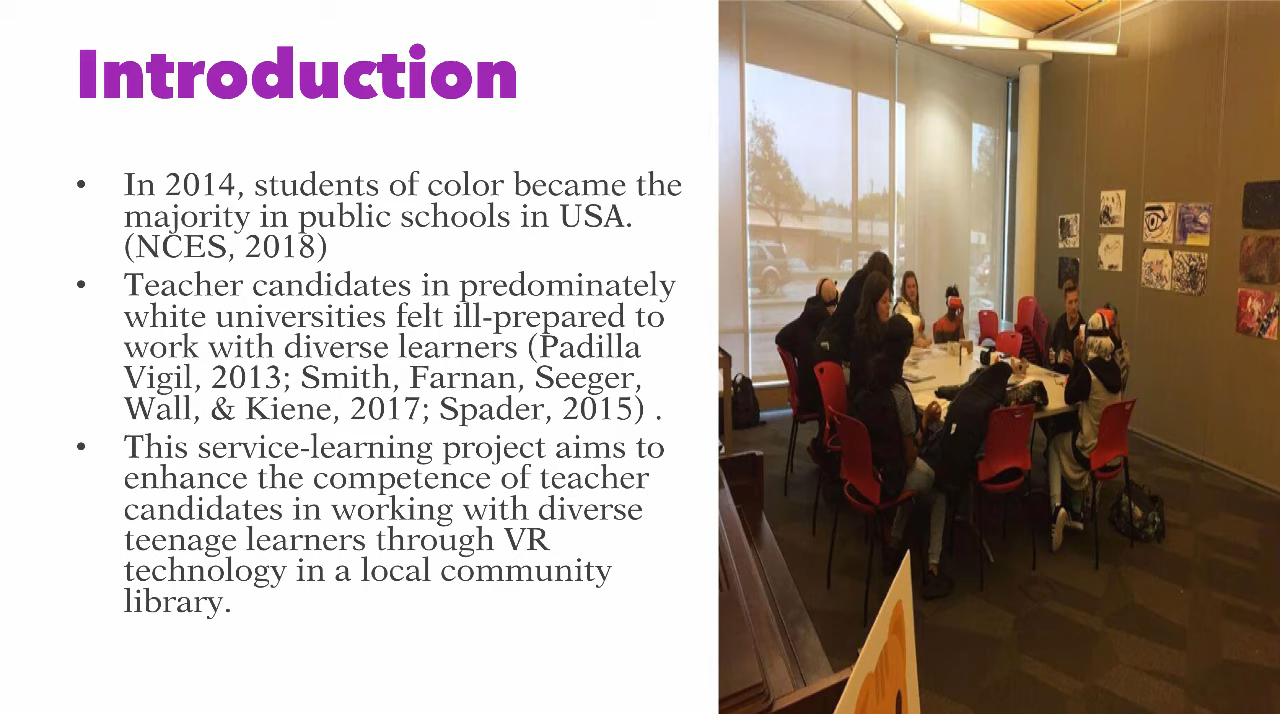 Introduction
• In 2014, students of color became the
majority in public schools in USA.
(NCES, 2018)
• Teacher candidates in predominately
white universities felt ill-prepared to
work with diverse learners (Padilla
Vigil, 2013; Smith, Farnan, Seeger,
Wall, & Kiene, 2017; Spader, 2015) .
• This service-learning project aims to
enhance the competence of teacher
candidates in working with diverse
teenage learners through VR
technology in a local community
library.